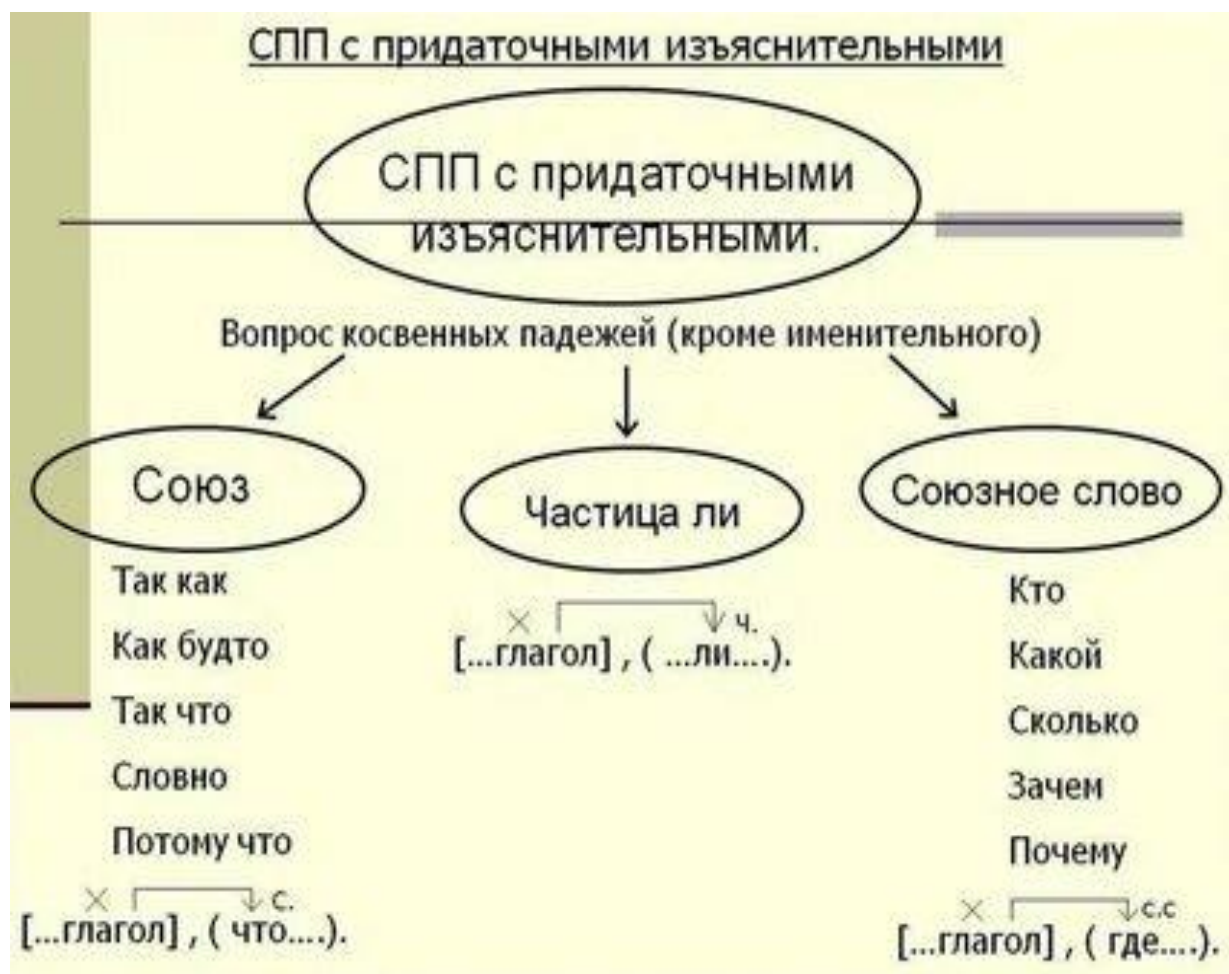 СПП с придаточными изъяснительными
СПП с придаточными
изъяснительными.
Вопрос косвенных падежей (кроме именительного)
Союз
Так как
Как будто
Так что
Словно
Потому что
с.
[...глагол] , ( что....).
Частица ли
ч.
[...глагол] , ( ...ли....).
Союзное слово
Кто
Какой
Сколько
Зачем
Почему
с.с
[...глагол] , ( где....).